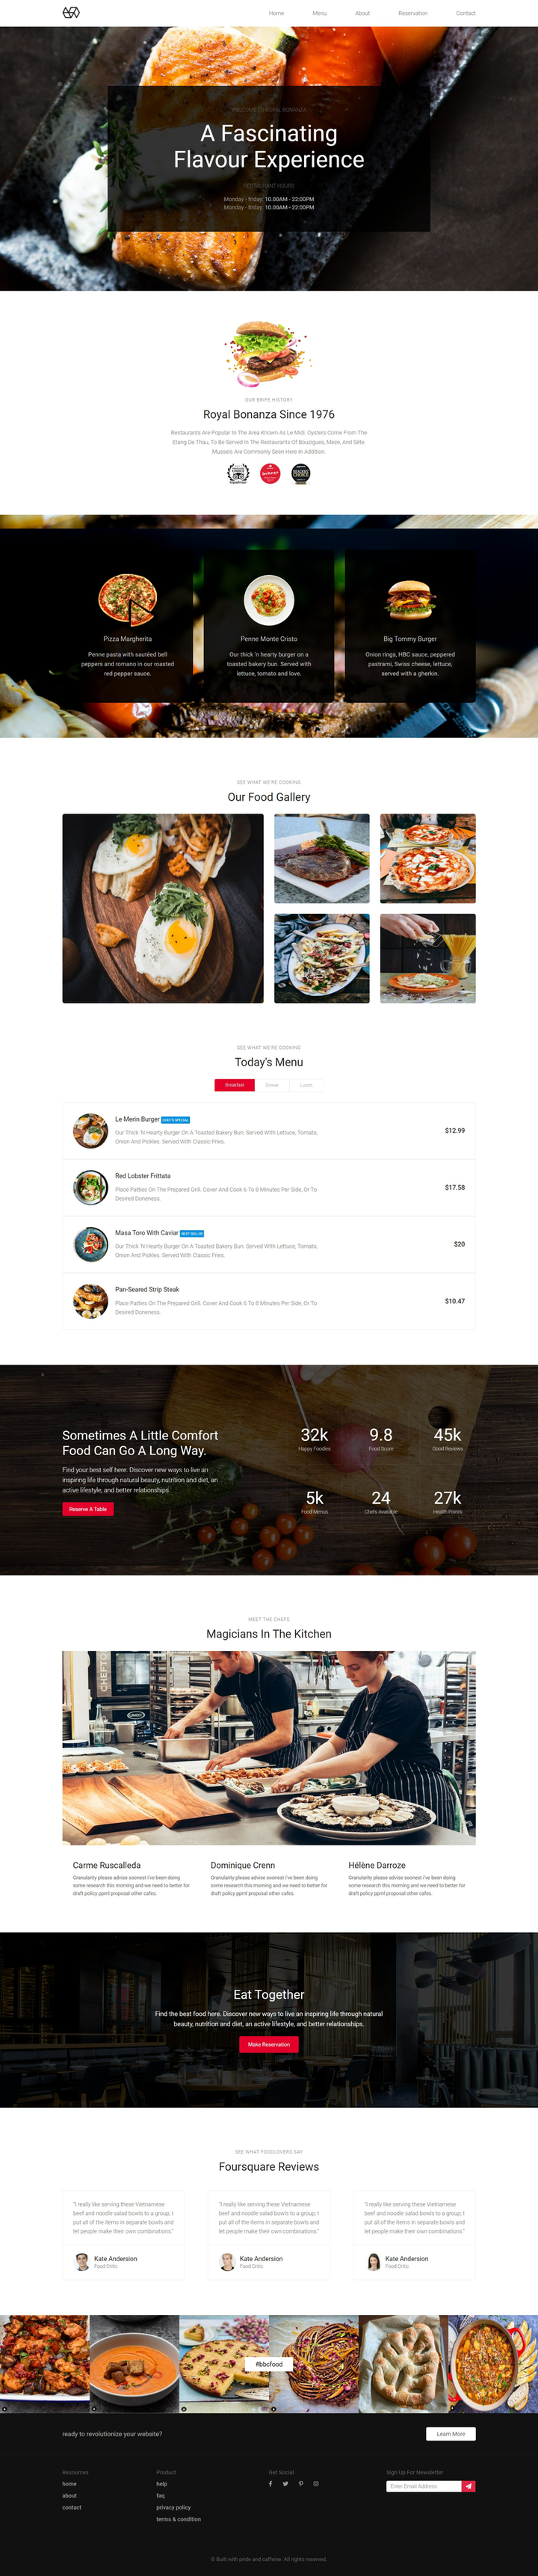 Home Menu About Reservation Contact
WELCOME TO ROYAL BONANZA
A Fascinating
Flavour Experience
RESTAURANT HOURS
Monday - friday: 10.00AM - 22:00PM
Monday - friday: 10.00AM - 22:00PM
OUR BRIFE HISTORY
Royal Bonanza Since 1976
Restaurants Are Popular In The Area Known As Le Midi. Oysters Come From The
Etang De Thau, To Be Served In The Restaurants Of Bouzigues, Meze, And Sète.
Mussels Are Commonly Seen Here In Addition.
Pizza Margherita
Penne pasta with sautéed bell
peppers and romano in our roasted
red pepper sauce.
Penne Monte Cristo
Our thick 'n hearty burger on a
toasted bakery bun. Served with
lettuce, tomato and love.
Big Tommy Burger
Onion rings, HBC sauce, peppered
pastrami, Swiss cheese, lettuce,
served with a gherkin.
SEE WHAT WE'RE COOKING
Our Food Gallery
SEE WHAT WE'RE COOKING
Today's Menu
Breakfast Dinner Lunch
Le Merin Burger CHEF'S SPECIAL
Our Thick 'N Hearty Burger On A Toasted Bakery Bun. Served With Lettuce, Tomato,
Onion And Pickles. Served With Classic Fries.
$12.99
Red Lobster Frittata
Place Patties On The Prepared Grill. Cover And Cook 6 To 8 Minutes Per Side, Or To
Desired Doneness.
$17.58
Masa Toro With Caviar BEST SELLER
Our Thick 'N Hearty Burger On A Toasted Bakery Bun. Served With Lettuce, Tomato,
Onion And Pickles. Served With Classic Fries.
$20
Pan-Seared Strip Steak
Place Patties On The Prepared Grill. Cover And Cook 6 To 8 Minutes Per Side, Or To
Desired Doneness.
$10.47
Sometimes A Little Comfort
Food Can Go A Long Way.
Find your best self here. Discover new ways to live an
inspiring life through natural beauty, nutrition and diet, an
active lifestyle, and better relationships.
Reserve A Table
32k 9.8 45k
Happy Foodies Food Score Good Reviews
5k 24 27k
Food Menus Chefs Available Health Points
MEET THE CHEFS
Magicians In The Kitchen
Carme Ruscalleda
Granularity please advise soonest I've been doing
some research this morning and we need to better for
draft policy ppml proposal other cafes.
Dominique Crenn
Granularity please advise soonest I've been doing
some research this morning and we need to better for
draft policy ppml proposal other cafes.
Hélène Darroze
Granularity please advise soonest I've been doing
some research this morning and we need to better for
draft policy ppml proposal other cafes.
Eat Together
Find the best food here. Discover new ways to live an inspiring life through natural
beauty, nutrition and diet, an active lifestyle, and better relationships.
Make Reservation
SEE WHAT FOODLOVERS SAY
Foursquare Reviews
"I really like serving these Vietnamese
beef and noodle salad bowls to a group; I
put all of the items in separate bowls and
let people make their own combinations."
Kate Andersion
Food Critic
"I really like serving these Vietnamese
beef and noodle salad bowls to a group; I
put all of the items in separate bowls and
let people make their own combinations."
Kate Andersion
Food Critic
"I really like serving these Vietnamese
beef and noodle salad bowls to a group; I
put all of the items in separate bowls and
let people make their own combinations."
Kate Andersion
Food Critic
#bbcfood
ready to revolutionize your website?
Learn More
Resources
home
about
contact
Product
help
faq
privacy policy
terms & condition
Get Social
Sign Up For Newsletter
Enter Email Address
© Built with pride and caffeine. All rights reserved.